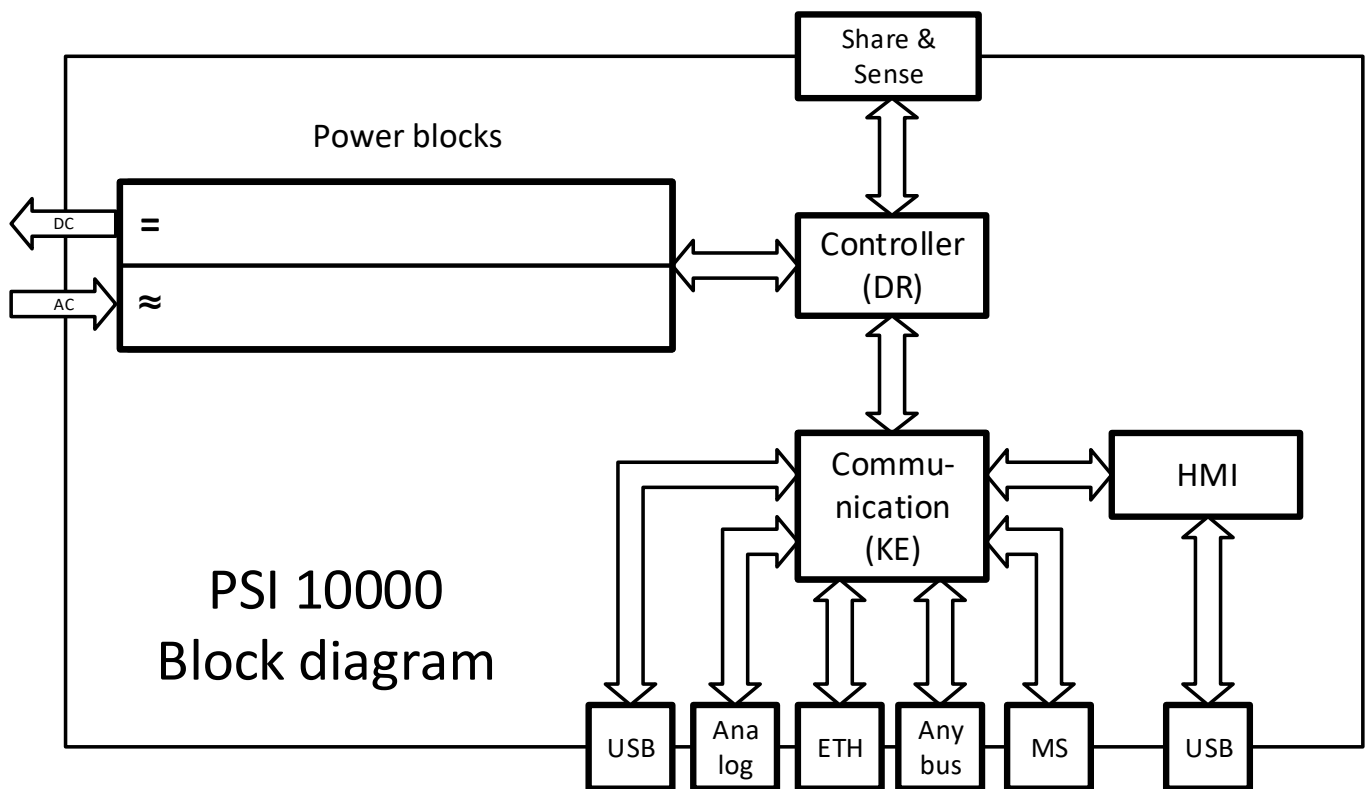 Share &
Sense
Power blocks
DC
=
AC
≈
Controller
(DR)
Commu-
nication
(KE)
HMI
PSI 10000
Block diagram
USB
Ana
log
ETH
Any
bus
MS
USB